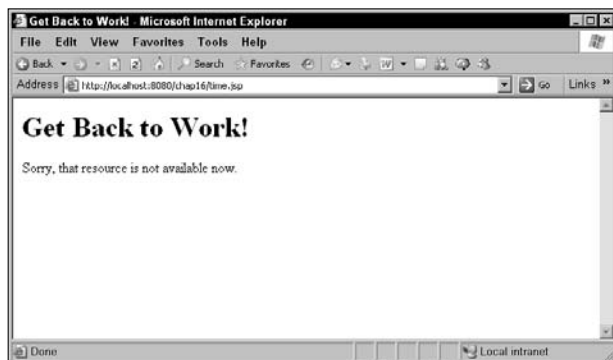 Get Back to Work! - Microsoft Internet Explorer
File Edit View Favorites Tools Help
Back Search Favorites
Address http://localhost:8080/chap16/time.jsp Go Links »
Get Back to Work!
Sorry, that resource is not available now.
Done Local intranet